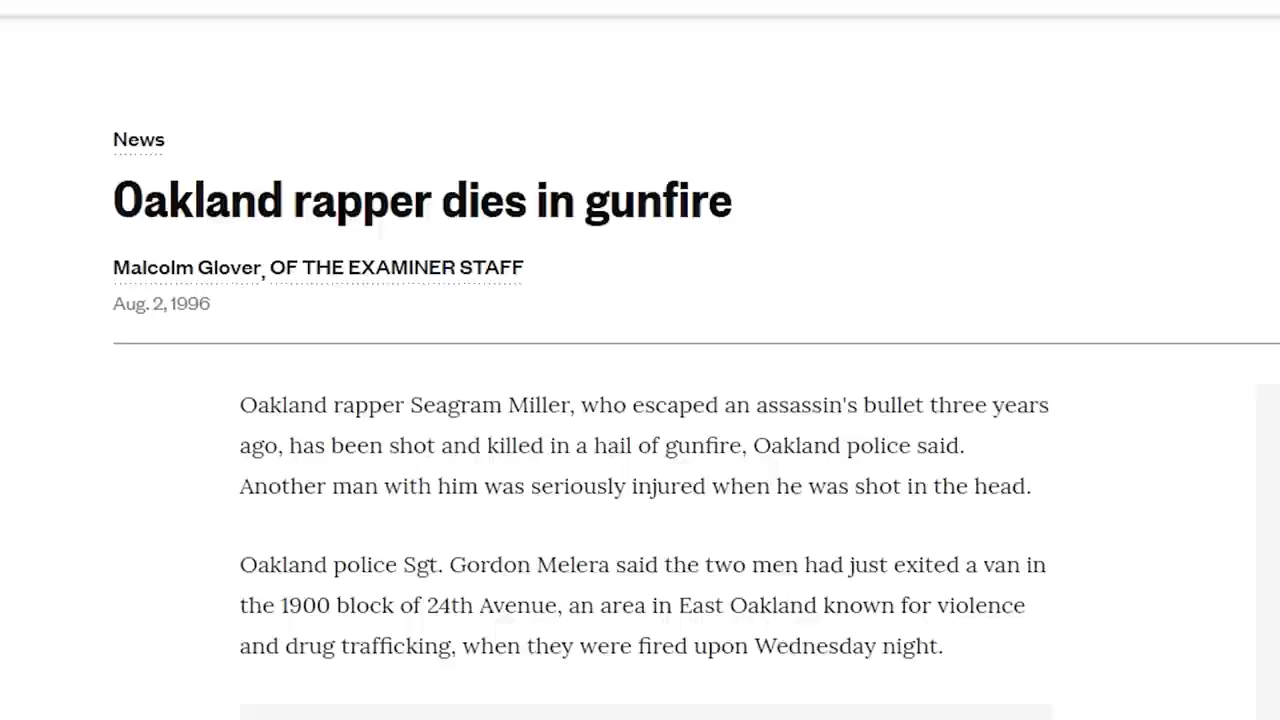 News
Oakland rapper dies in gunfire
Malcolm Glover, OF THE EXAMINER STAFF
Aug. 2, 1996
Oakland rapper Seagram Miller, who escaped an assassin's bullet three years
ago, has been shot and killed in a hail of gunfire, Oakland police said.
Another man with him was seriously injured when he was shot in the head.
Oakland police Sgt. Gordon Melera said the two men had just exited a van in
the 1900 block of 24th Avenue, an area in East Oakland known for violence
and drug trafficking, when they were fired upon Wednesday night.